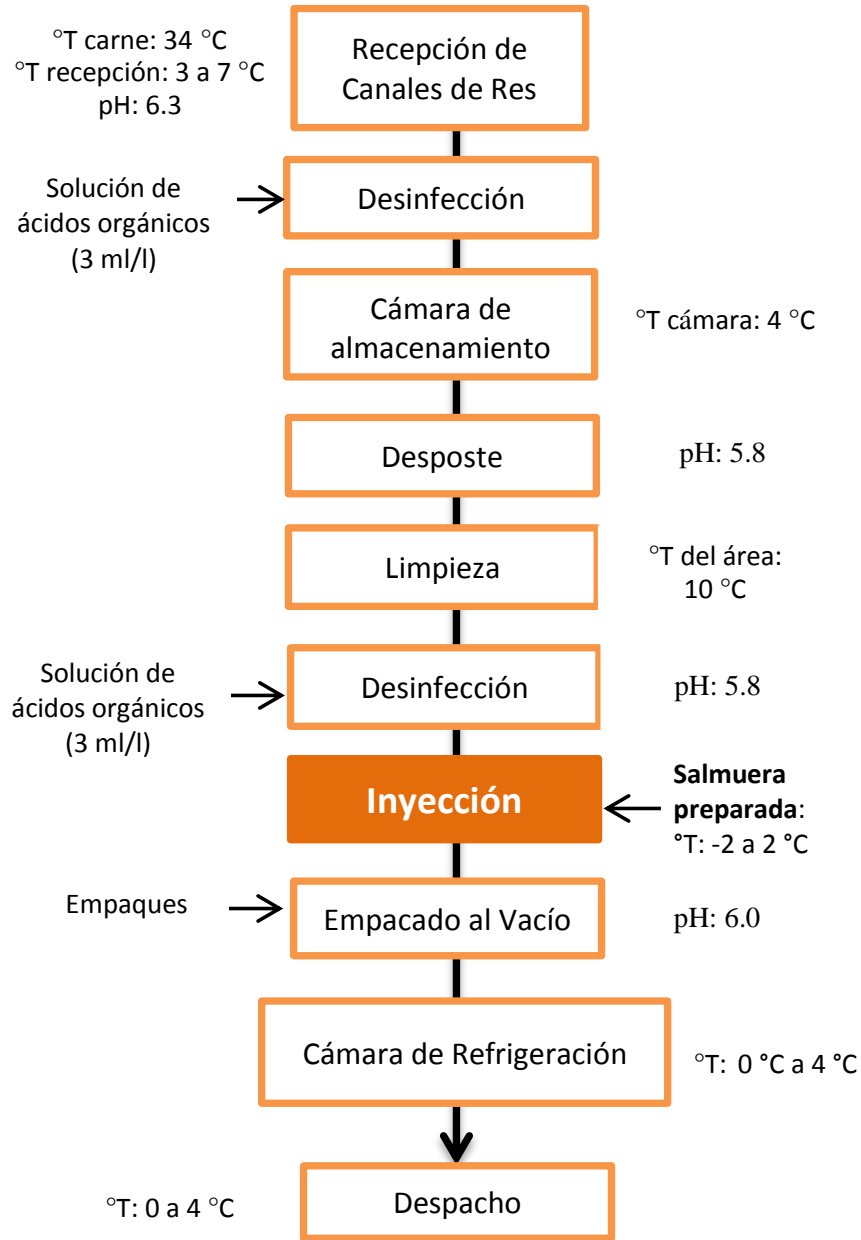 °T carne: 34 °C
°T recepción: 3 a 7 °C
pH: 6.3
Recepción de
Canales de Res
Solución de
ácidos orgánicos
(3 ml/l)
Desinfección
Cámara de
almacenamiento
°T cámara: 4 °C
Desposte
pH: 5.8
Limpieza
°T del área:
10 °C
Solución de
ácidos orgánicos
(3 ml/l)
Desinfección
pH: 5.8
Inyección
Salmuera
preparada:
°T: -2 a 2 °C
Empaques
Empacado al Vacío
pH: 6.0
Cámara de Refrigeración
°T: 0 °C a 4 °C
°T: 0 a 4 °C
Despacho